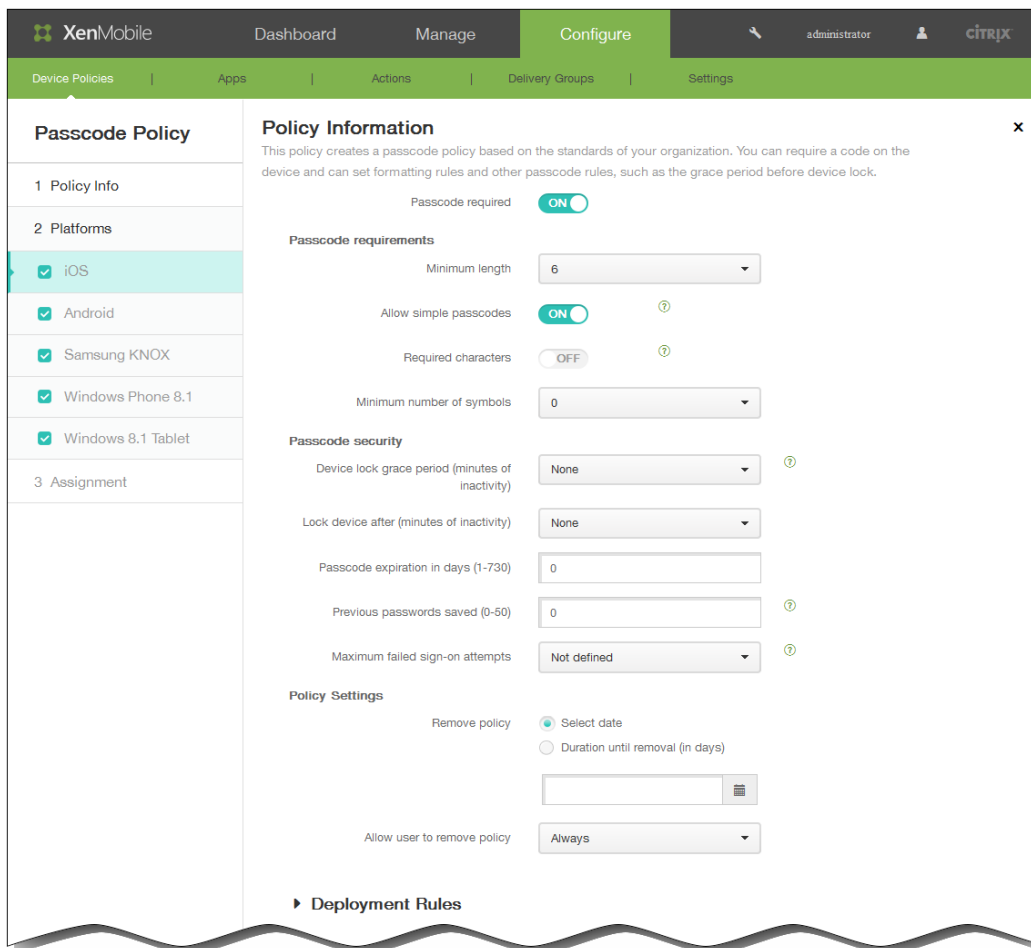 XenMobile Dashboard Manage Configure administrator CİTRIX
Device Policies | Apps | Actions | Delivery Groups | Settings
Passcode Policy
1 Policy Info
2 Platforms
iOS
Android
Samsung KNOX
Windows Phone 8.1
Windows 8.1 Tablet
3 Assignment
Policy Information
x
This policy creates a passcode policy based on the standards of your organization. You can require a code on the
device and can set formatting rules and other passcode rules, such as the grace period before device lock.
Passcode required ON
Passcode requirements
Minimum length 6
Allow simple passcodes ON ?
Required characters OFF ?
Minimum number of symbols 0
Passcode security
Device lock grace period (minutes of
inactivity) None ?
Lock device after (minutes of inactivity) None
Passcode expiration in days (1-730) 0
Previous passwords saved (0-50) 0 ?
Maximum failed sign-on attempts Not defined ?
Policy Settings
Remove policy Select date
Duration until removal (in days)
Allow user to remove policy Always
Deployment Rules